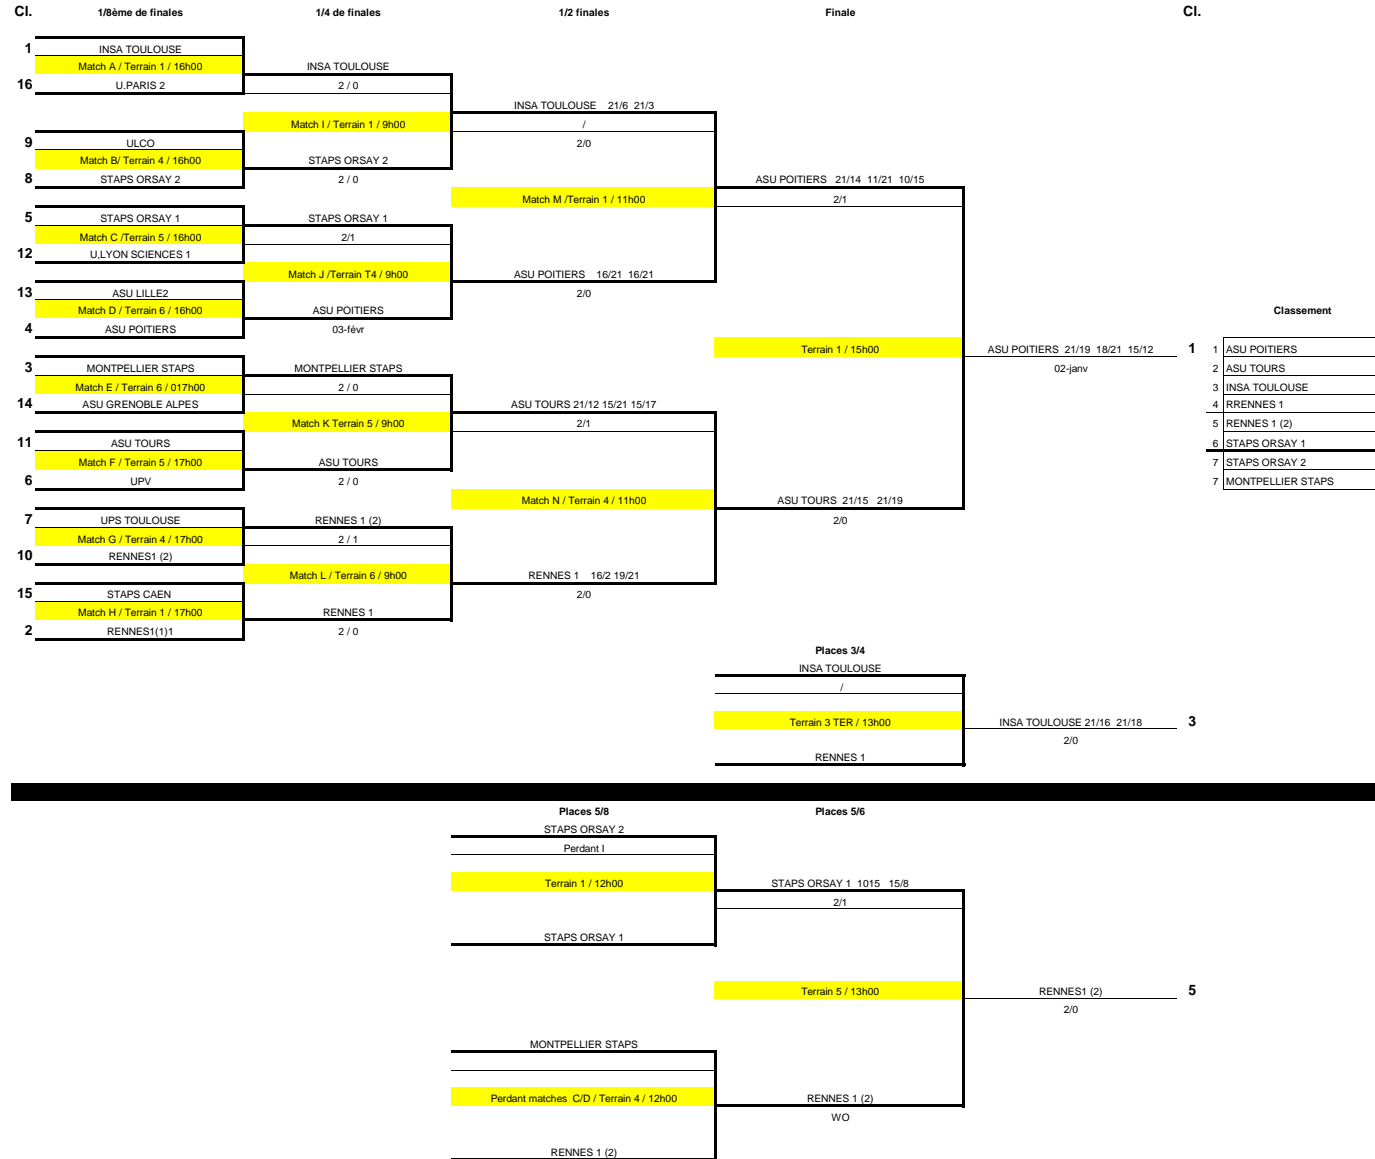 Cl. 1/8ème de finales 1/4 de finales 1/2 finales Finale Cl.
1 INSA TOULOUSE
Match A / Terrain 1 / 16h00 INSA TOULOUSE
16 U.PARIS 2 2 / 0
INSA TOULOUSE 21/6 21/3
Match I / Terrain 1 / 9h00 /
9 ULCO 2/0
Match B/ Terrain 4 / 16h00 STAPS ORSAY 2
8 STAPS ORSAY 2 2 / 0 ASU POITIERS 21/14 11/21 10/15
Match M /Terrain 1 / 11h00 2/1
5 STAPS ORSAY 1 STAPS ORSAY 1
Match C /Terrain 5 / 16h00 2/1
12 U,LYON SCIENCES 1
Match J /Terrain T4 / 9h00 ASU POITIERS 16/21 16/21
13 ASU LILLE2 2/0
Match D / Terrain 6 / 16h00 ASU POITIERS Classement
4 ASU POITIERS 03-févr
Terrain 1 / 15h00 ASU POITIERS 21/19 18/21 15/12 1 1 ASU POITIERS
3 MONTPELLIER STAPS MONTPELLIER STAPS 02-janv 2 ASU TOURS
Match E / Terrain 6 / 017h00 2 / 0 3 INSA TOULOUSE
14 ASU GRENOBLE ALPES ASU TOURS 21/12 15/21 15/17 4 RRENNES 1
Match K Terrain 5 / 9h00 2/1 5 RENNES 1 (2)
11 ASU TOURS 6 STAPS ORSAY 1
Match F / Terrain 5 / 17h00 ASU TOURS 7 STAPS ORSAY 2
6 UPV 2 / 0 7 MONTPELLIER STAPS
Match N / Terrain 4 / 11h00 ASU TOURS 21/15 21/19
7 UPS TOULOUSE RENNES 1 (2) 2/0
Match G / Terrain 4 / 17h00 2 / 1
10 RENNES1 (2)
Match L / Terrain 6 / 9h00 RENNES 1 16/2 19/21
15 STAPS CAEN 2/0
Match H / Terrain 1 / 17h00 RENNES 1
2 RENNES1(1)1 2 / 0
Places 3/4
INSA TOULOUSE
/
Terrain 3 TER / 13h00 INSA TOULOUSE 21/16 21/18 3
2/0
RENNES 1
Places 5/8 Places 5/6
STAPS ORSAY 2
Perdant I
Terrain 1 / 12h00 STAPS ORSAY 1 1015 15/8
2/1
STAPS ORSAY 1
Terrain 5 / 13h00 RENNES1 (2) 5
2/0
MONTPELLIER STAPS
Perdant matches C/D / Terrain 4 / 12h00 RENNES 1 (2)
WO
RENNES 1 (2)